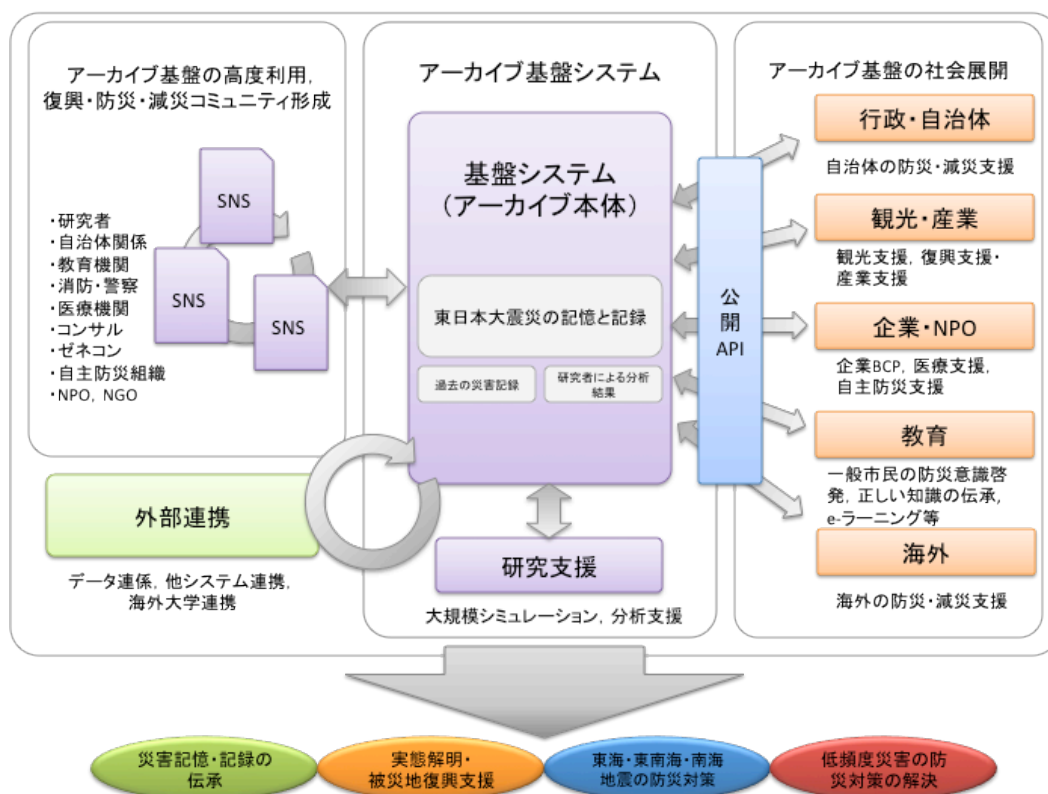 アーカイブ基盤の高度利用,
復興・防災・減災コミュニティ形成
SNS
SNS
SNS
・研究者
・自治体関係
・教育機関
・消防・警察
・医療機関
・コンサル
・ゼネコン
・自主防災組織
・NPO, NGO
外部連携
データ連係, 他システム連携,
海外大学連携
アーカイブ基盤システム
基盤システム
(アーカイブ本体)
東日本大震災の記憶と記録
過去の災害記録
研究者による分析
結果
研究支援
大規模シミュレーション, 分析支援
公
開
API
アーカイブ基盤の社会展開
行政・自治体
自治体の防災・減災支援
観光・産業
観光支援, 復興支援・
産業支援
企業・NPO
企業BCP, 医療支援,
自主防災支援
教育
一般市民の防災意識啓
発, 正しい知識の伝承,
e-ラーニング等
海外
海外の防災・減災支援
災害記憶・記録の
伝承
実態解明・
被災地復興支援
東海・東南海・南海
地震の防災対策
低頻度災害の防
災対策の解決